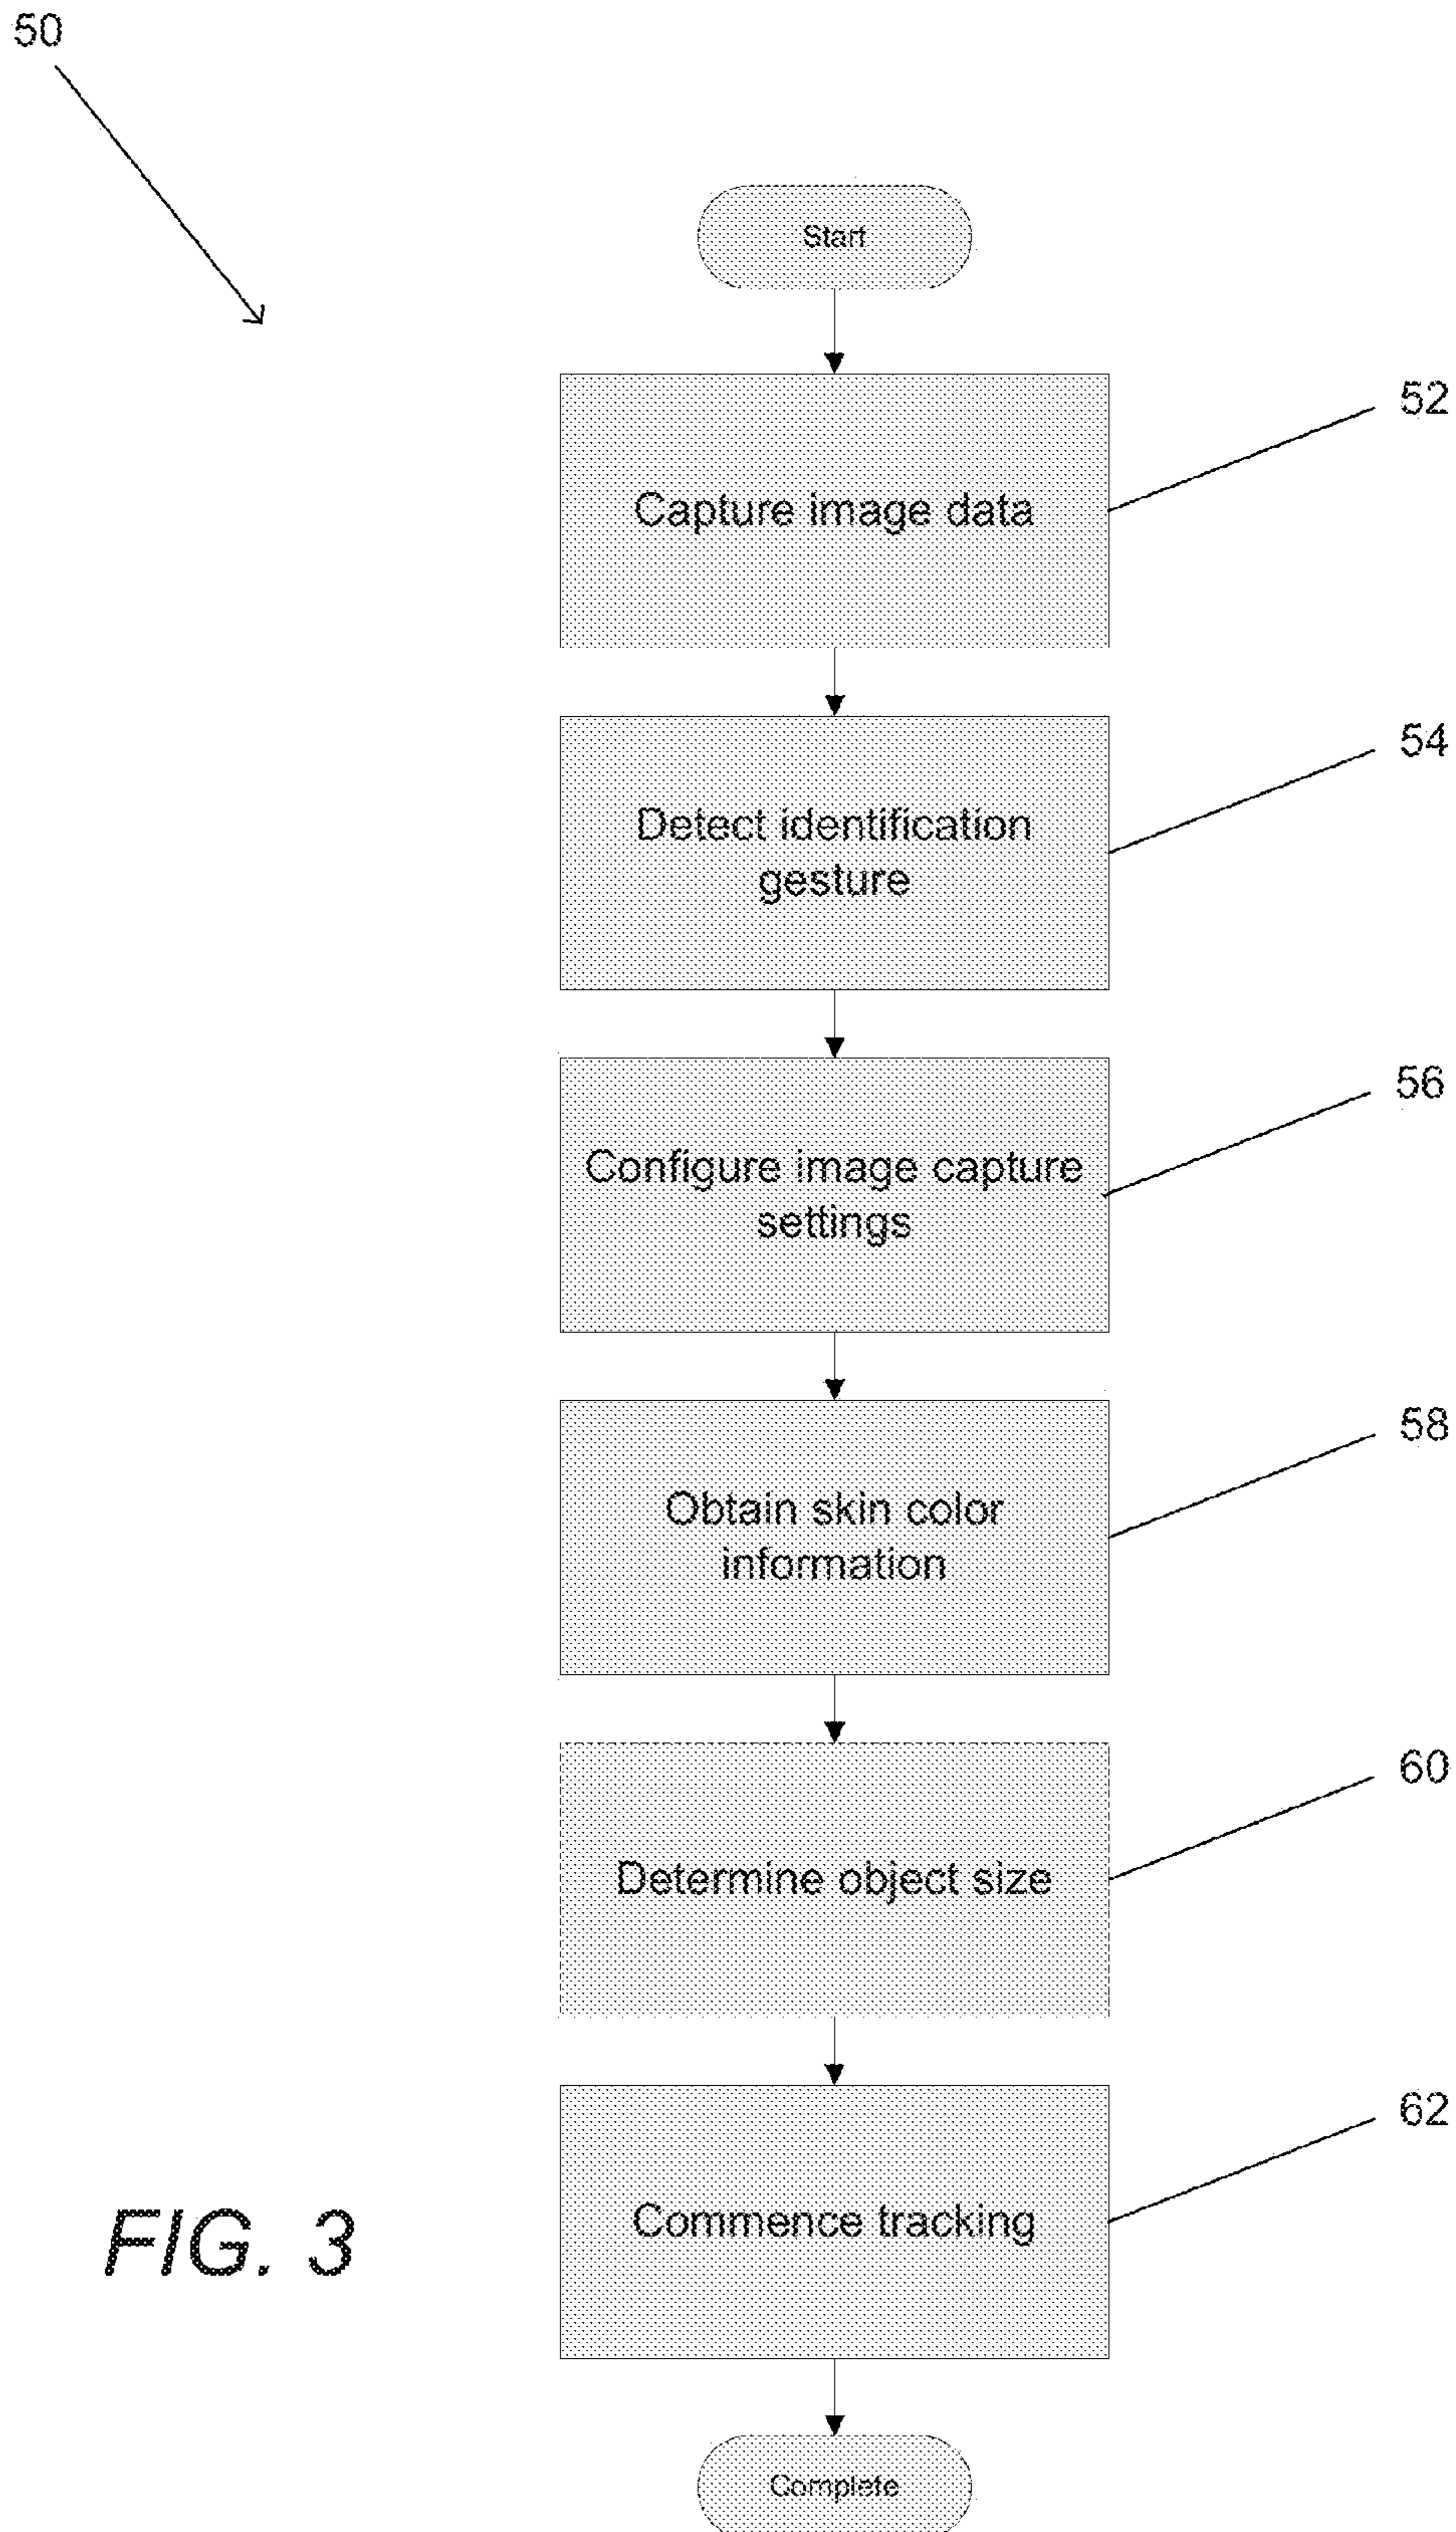 50
Start
Capture image data
52
Detect identification
gesture
54
Configure image capture
settings
56
Obtain skin color
information
58
Determine object size
60
Commence tracking
62
FIG. 3
Complete